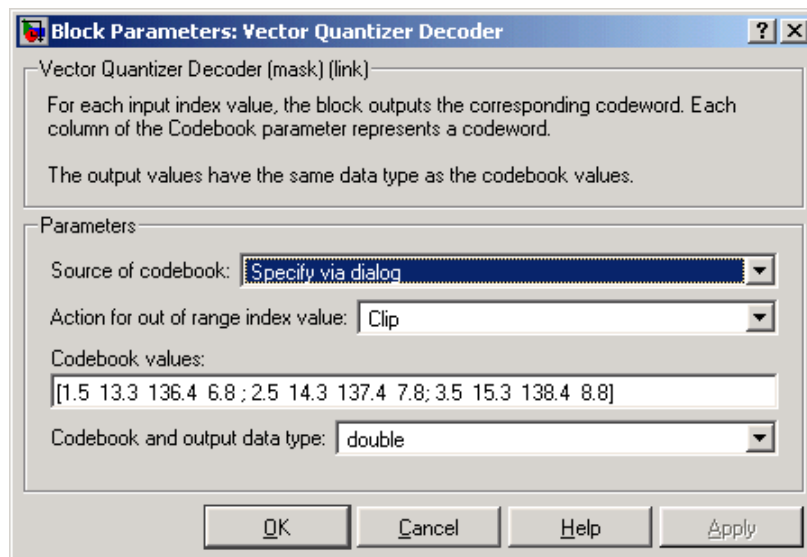 Block Parameters: Vector Quantizer Decoder
Vector Quantizer Decoder (mask) (link)
For each input index value, the block outputs the corresponding codeword. Each
column of the Codebook parameter represents a codeword.
The output values have the same data type as the codebook values.
Parameters
Source of codebook: Specify via dialog
Action for out of range index value: Clip
Codebook values:
[1.5 13.3 136.4 6.8 ; 2.5 14.3 137.4 7.8; 3.5 15.3 138.4 8.8]
Codebook and output data type: double
OK Cancel Help Apply